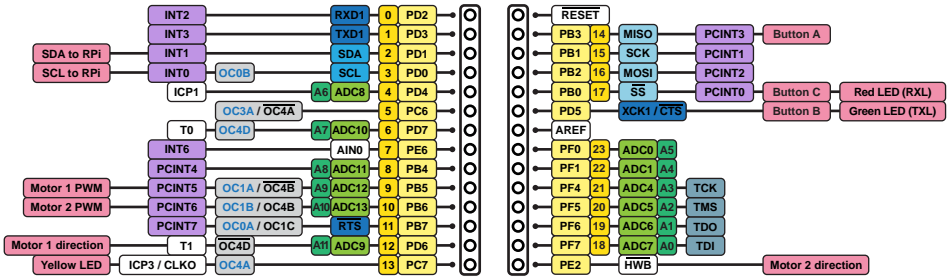 INT2 RXD1 0 PD2 RESET
INT3 TXD1 1 PD3 PB3 14 MISO PCINT3 Button A
SDA to RPi INT1 SDA 2 PD1 PB1 15 SCK PCINT1
SCL to RPi INT0 OC0B SCL 3 PD0 PB2 16 MOSI PCINT2
ICP1 A6 ADC8 4 PD4 PB0 17 SS PCINT0 Button C Red LED (RXL)
OC3A / OC4A 5 PC6 PD5 XCK1 / CTS Button B Green LED (TXL)
T0 OC4D A7 ADC10 6 PD7 AREF
INT6 AIN0 7 PE6 PF0 23 ADC0 A5
PCINT4 A8 ADC11 8 PB4 PF1 22 ADC1 A4
Motor 1 PWM PCINT5 OC1A / OC4B A9 ADC12 9 PB5 PF4 21 ADC4 A3 TCK
Motor 2 PWM PCINT6 OC1B / OC4B A10 ADC13 10 PB6 PF5 20 ADC5 A2 TMS
PCINT7 OC0A / OC1C RTS 11 PB7 PF6 19 ADC6 A1 TDO
Motor 1 direction T1 OC4D A11 ADC9 12 PD6 PF7 18 ADC7 A0 TDI
Yellow LED ICP3 / CLKO OC4A 13 PC7 PE2 HWB Motor 2 direction